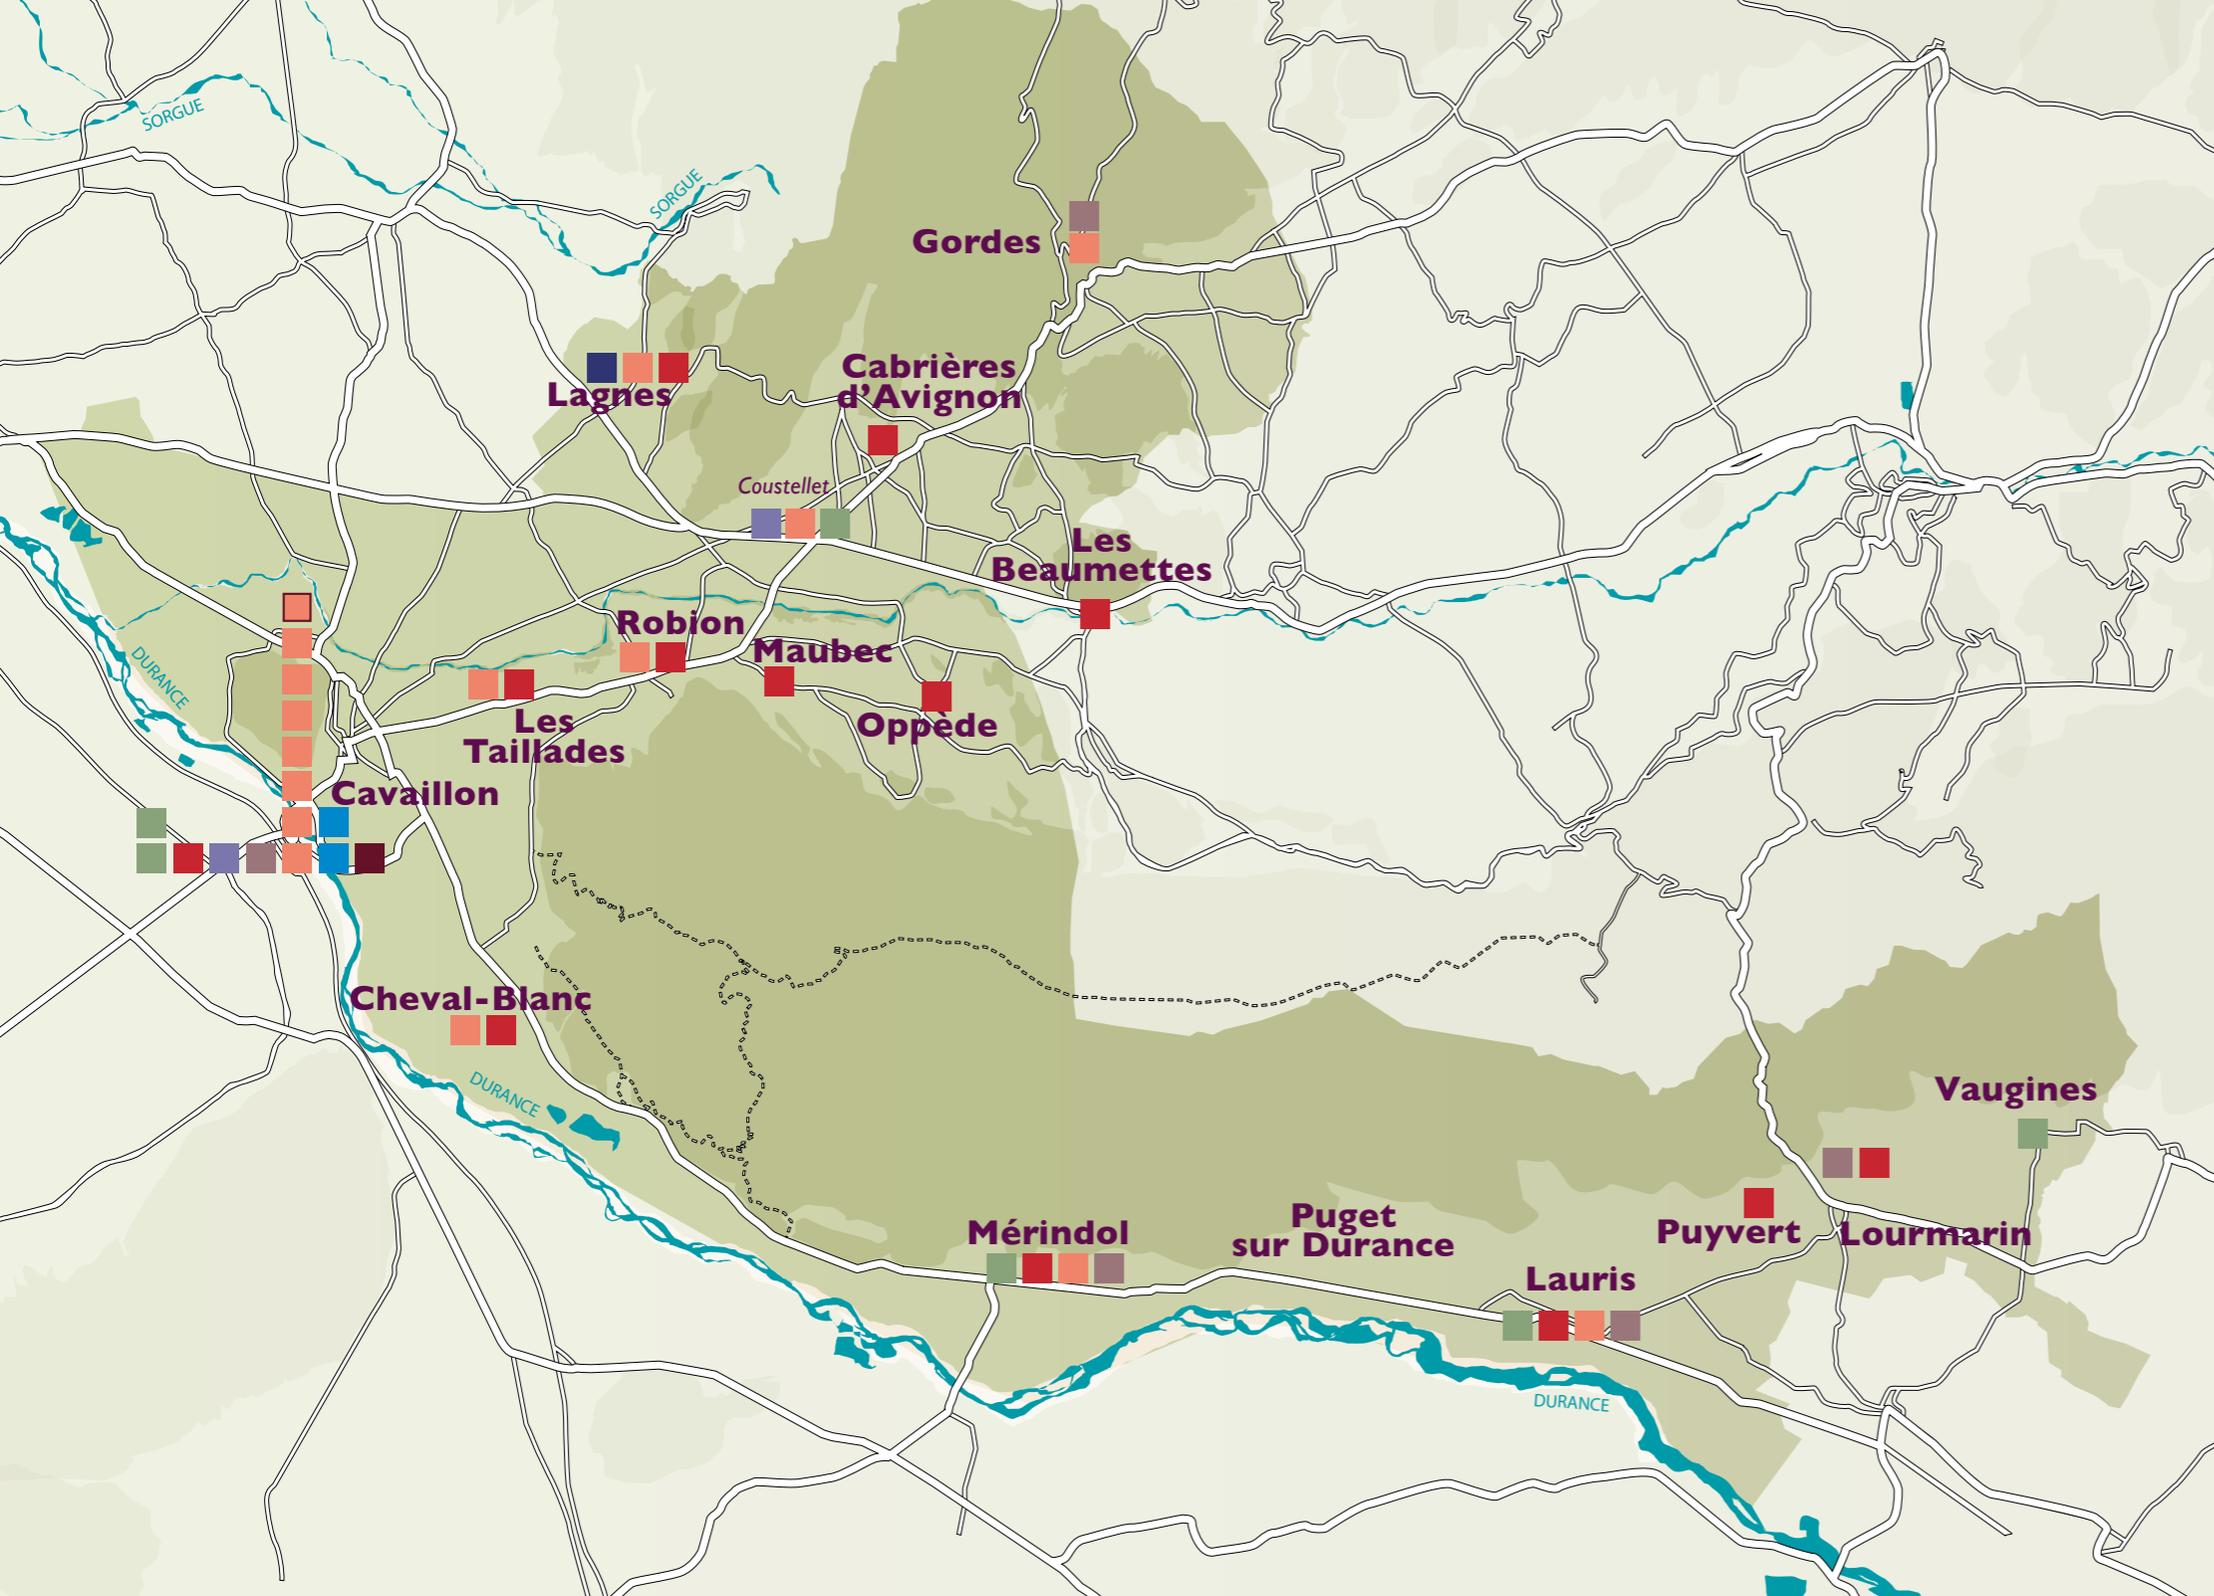 SORGUE
SORGUE
Gordes
Cabrières
d'Avignon
Lagnes
Coustellet
Les
Beaumettes
Robion
Maubec
DURANCE
Oppède
Les
Taillades
Cavaillon
Cheval-Blanc
DURANCE
Vaugines
Puget
sur Durance
Mérindol
Puyvert
Lourmarin
Lauris
DURANCE